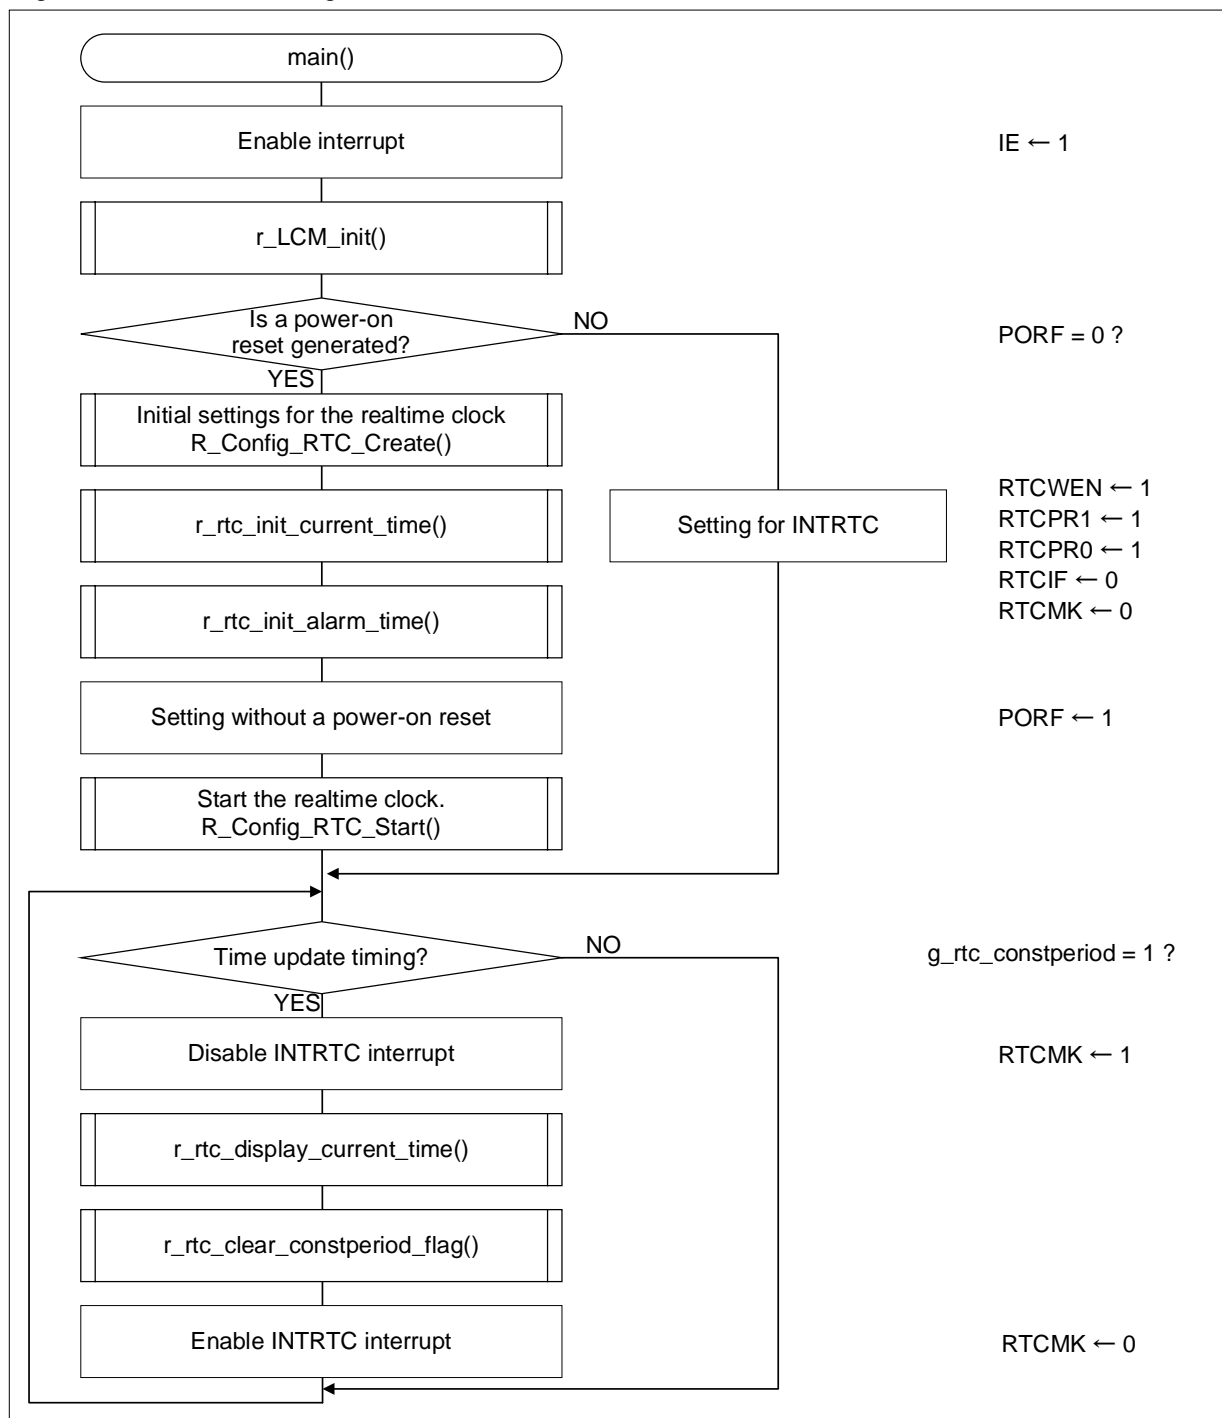 main()
Enable interrupt
IE ← 1
r_LCM_init()
Is a power-on
reset generated?
NO
PORF = 0 ?
YES
Initial settings for the realtime clock
R_Config_RTC_Create()
r_rtc_init_current_time()
Setting for INTRTC
RTCWEN ← 1
RTCPR1 ← 1
RTCPR0 ← 1
RTCIF ← 0
RTCMK ← 0
r_rtc_init_alarm_time()
Setting without a power-on reset
PORF ← 1
Start the realtime clock.
R_Config_RTC_Start()
Time update timing?
NO
g_rtc_constperiod = 1 ?
YES
Disable INTRTC interrupt
RTCMK ← 1
r_rtc_display_current_time()
r_rtc_clear_constperiod_flag()
Enable INTRTC interrupt
RTCMK ← 0